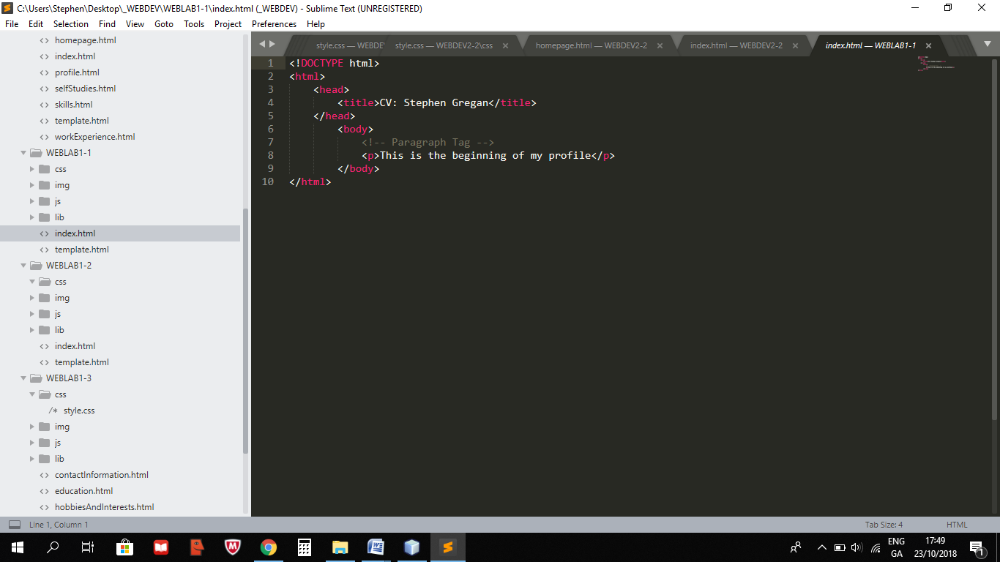 C:\Users\Stephen\Desktop\_WEBDEV\WEBLAB1-1\index.html (_WEBDEV) - Sublime Text (UNREGISTERED)
File Edit Selection Find View Goto Tools Project Preferences Help
homepage.html
index.html
profile.html
selfStudies.html
skills.html
template.html
workExperience.html
WEBLAB1-1
css
img
js
lib
index.html
template.html
WEBLAB1-2
css
img
js
lib
index.html
template.html
WEBLAB1-3
css
/* style.css
img
js
lib
contactInformation.html
education.html
hobbiesAndInterests.html
style.css — WEBDE
style.css — WEBDEV2-2\css
homepage.html — WEBDEV2-2
index.html — WEBDEV2-2
index.html — WEBLAB1-1
1 <!DOCTYPE html>
2 <html>
3 <head>
4 <title>CV: Stephen Gregan</title>
5 </head>
6 <body>
7 <!-- Paragraph Tag -->
8 <p>This is the beginning of my profile</p>
9 </body>
10 </html>
Line 1, Column 1
Tab Size: 4
HTML
ENG
GA
17:49
23/10/2018
1